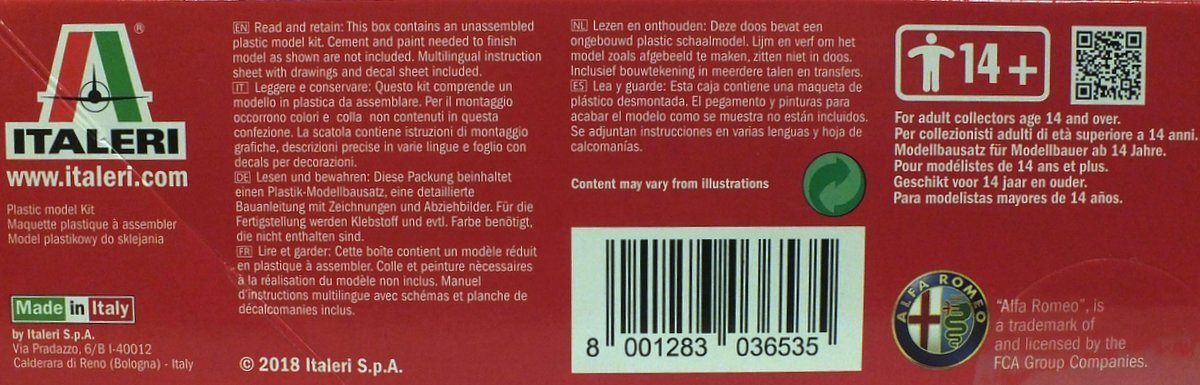 ITALERI
www.italeri.com
Plastic model Kit
Maquette plastique à assembler
Model plastikowy do sklejania
Made in Italy
by Italeri S.p.A.
Via Pradazzo, 6/B I-40012
Calderara di Reno (Bologna) - Italy
EN Read and retain: This box contains an unassembled
plastic model kit. Cement and paint needed to finish
model as shown are not included. Multilingual instruction
sheet with drawings and decal sheet included.
IT Leggere e conservare: Questo kit comprende un
modello in plastica da assemblare. Per il montaggio
occorrono colori e colla non contenuti in questa
confezione. La scatola contiene istruzioni di montaggio
grafiche, descrizioni precise in varie lingue e foglio con
decals per decorazioni.
DE Lesen und bewahren: Diese Packung beinhaltet
einen Plastik-Modellbausatz, eine detaillierte
Bauanleitung mit Zeichnungen und Abziehbilder. Für die
Fertigstellung werden Klebstoff und evtl. Farbe benötigt,
die nicht enthalten sind.
FR Lire et garder: Cette boîte contient un modèle réduit
en plastique à assembler. Colle et peinture nècessaires
à la réalisation du modèle non inclus. Manuel
d'instructions multilingue avec schémas et planche de
décalcomanies inclus.
© 2018 Italeri S.p.A.
NL Lezen en onthouden: Deze doos bevat een
ongebouwd plastic schaalmodel. Lijm en verf om het
model zoals afgebeeld te maken, zitten niet in doos.
Inclusief bouwtekening in meerdere talen en transfers.
ES Lea y guarde: Esta caja contiene una maqueta de
plástico desmontada. El pegamento y pinturas para
acabar el modelo como se muestra no están incluidos.
Se adjuntan instrucciones en varias lenguas y hoja de
calcomanías.
Content may vary from illustrations
8 001283 036535
14+
For adult collectors age 14 and over.
Per collezionisti adulti di età superiore a 14 anni.
Modellbausatz für Modellbauer ab 14 Jahre.
Pour modélistes de 14 ans et plus.
Geschikt voor 14 jaar en ouder.
Para modelistas mayores de 14 años.
ALFA ROMEO
"Alfa Romeo", is
a trademark of
and licensed by the
FCA Group Companies.